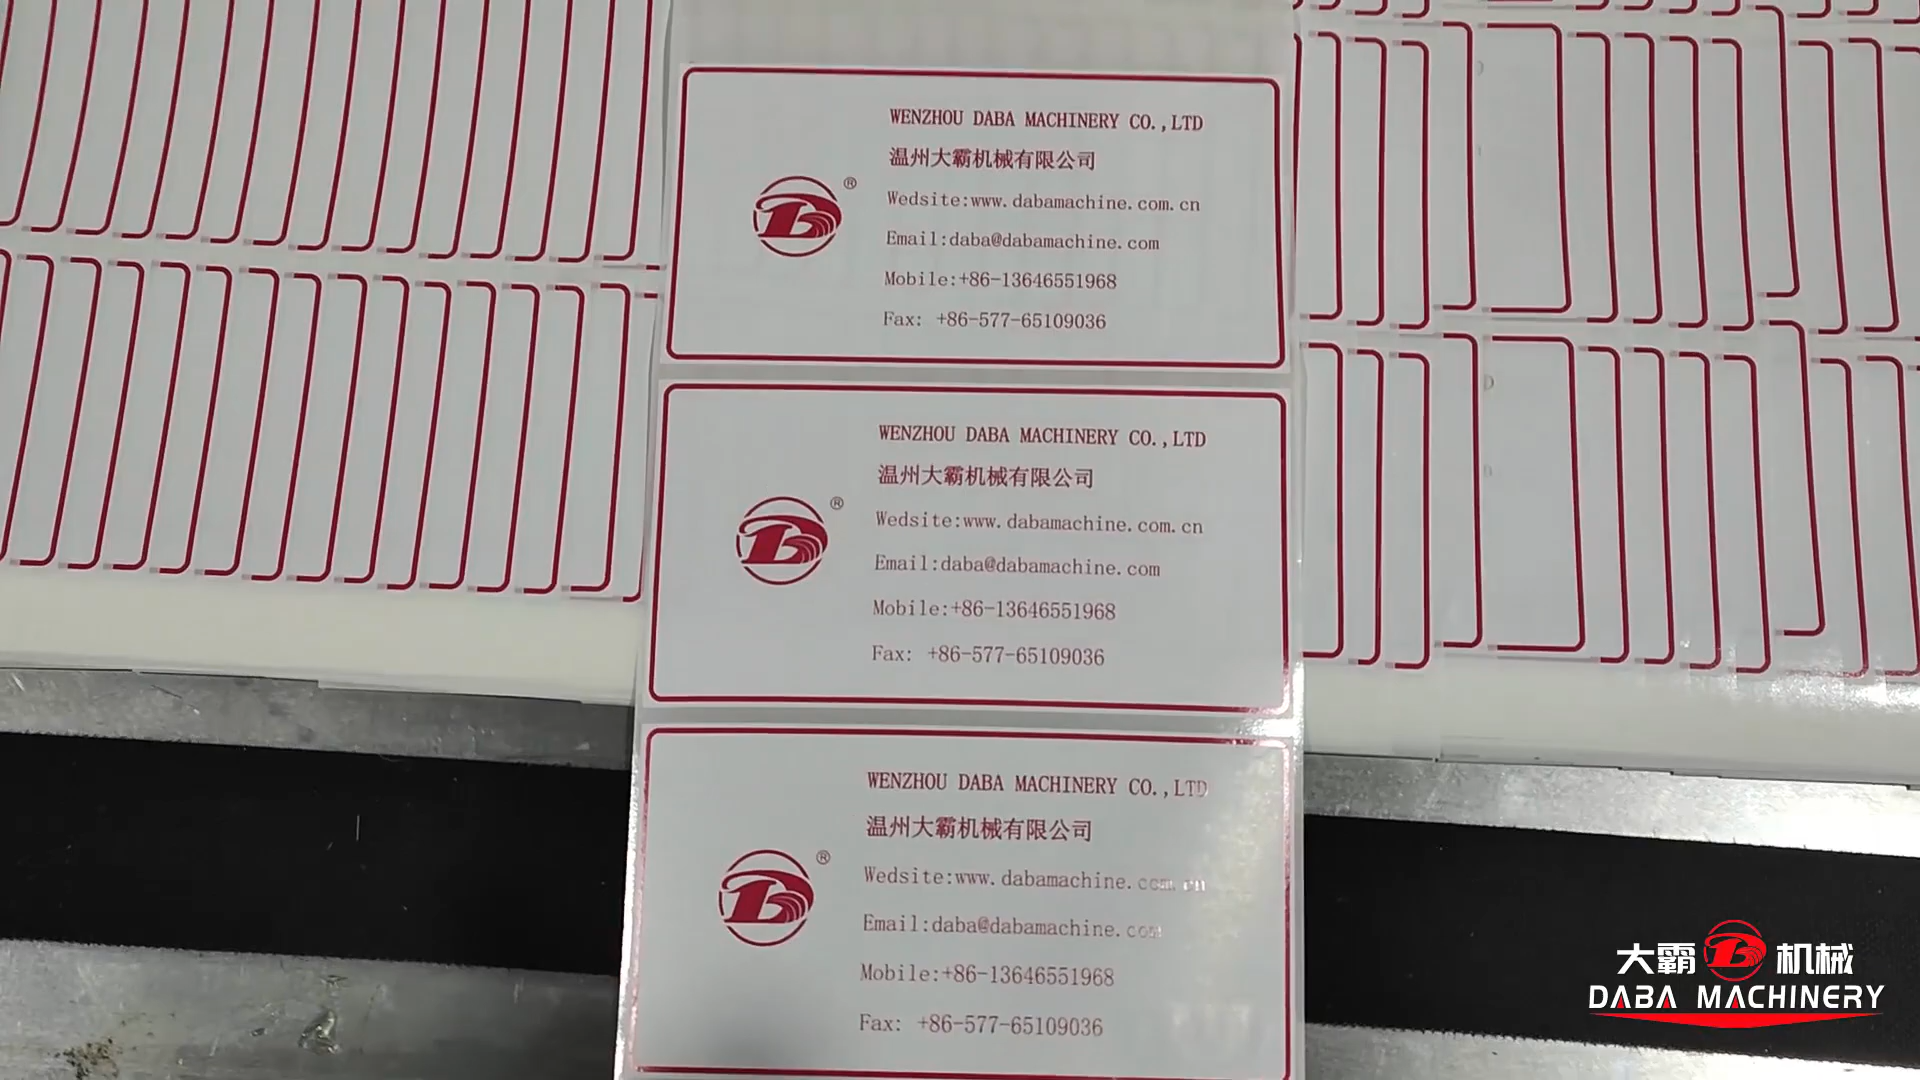 WENZHOU DABA MACHINERY CO.,LTD
温州大霸机械有限公司
®
Wedsite:www.dabamachine.com.cn
Email:daba@dabamachine.com
Mobile:+86-13646551968
Fax: +86-577-65109036
WENZHOU DABA MACHINERY CO.,LTD
温州大霸机械有限公司
®
Wedsite:www.dabamachine.com.cn
Email:daba@dabamachine.com
Mobile:+86-13646551968
Fax: +86-577-65109036
WENZHOU DABA MACHINERY CO.,LTD
温州大霸机械有限公司
®
Wedsite:www.dabamachine.com.cn
Email:daba@dabamachine.com
Mobile:+86-13646551968
Fax: +86-577-65109036
大霸 机械
DABA MACHINERY